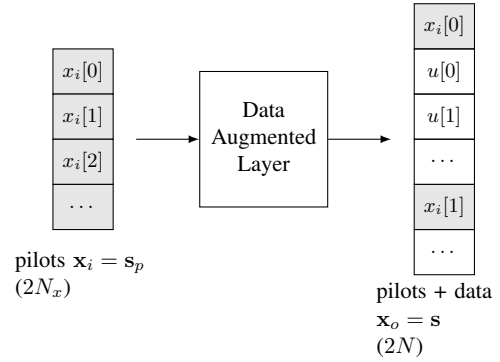 x_i[0]
x_i[1]
x_i[2]
...
pilots x_i = s_p
(2N_x)
Data
Augmented
Layer
x_i[0]
u[0]
u[1]
...
x_i[1]
...
pilots + data
x_o = s
(2N)